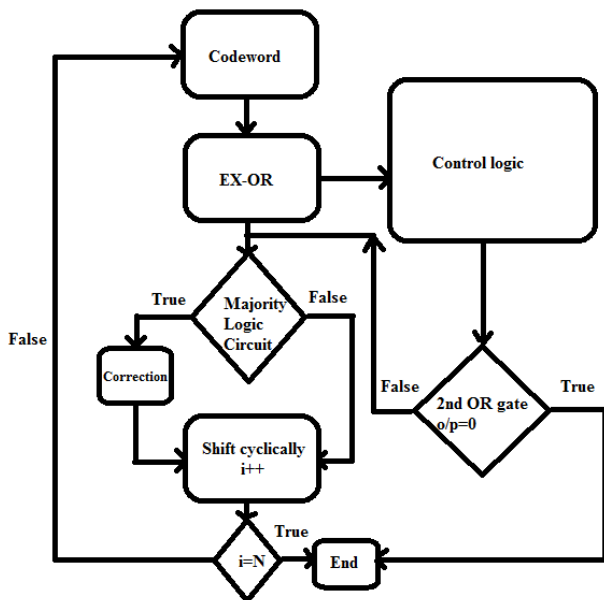 Codeword
EX-OR
Control logic
Majority
Logic
Circuit
True
False
False
Correction
False
2nd OR gate
o/p=0
True
Shift cyclically
i++
True
i=N
End